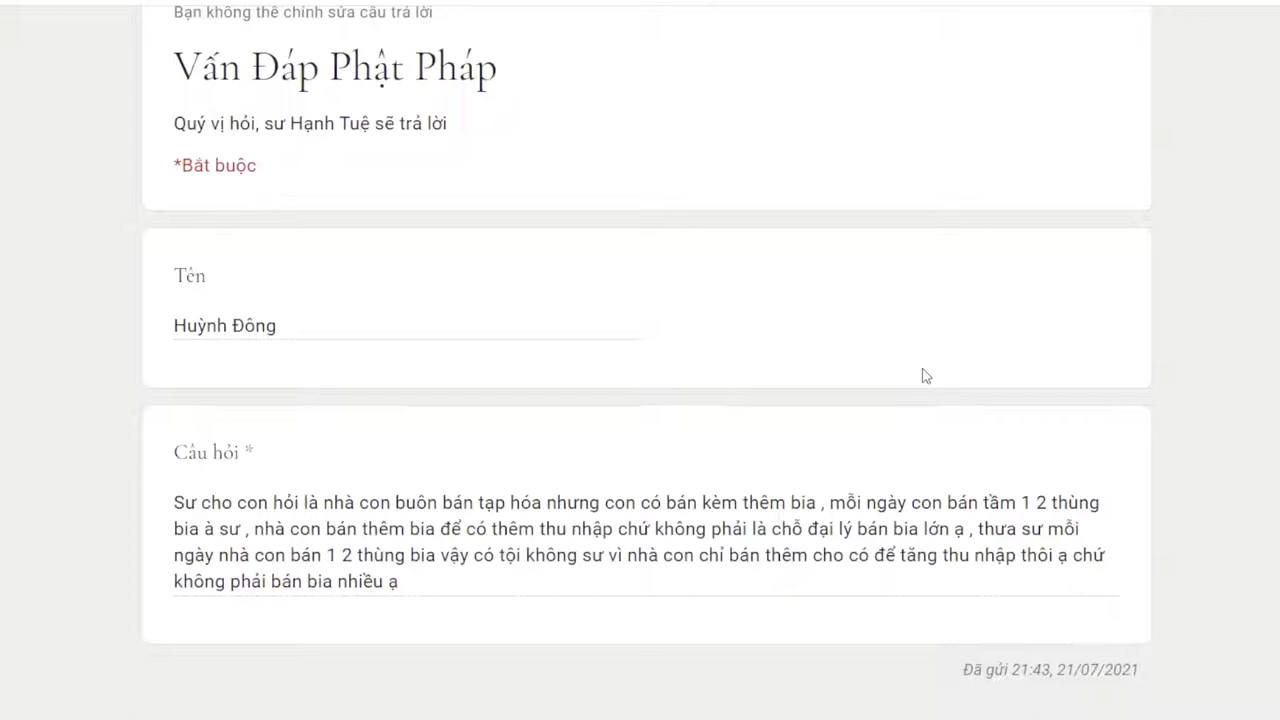 Bạn không thể chỉnh sửa câu trả lời
Vấn Đáp Phật Pháp
Quý vị hỏi, sư Hạnh Tuệ sẽ trả lời
*Bắt buộc
Tên
Huỳnh Đông
Câu hỏi *
Sư cho con hỏi là nhà con buôn bán tạp hóa nhưng con có bán kèm thêm bia , mỗi ngày con bán tầm 1 2 thùng
bia à sư , nhà con bán thêm bia để có thêm thu nhập chứ không phải là chỗ đại lý bán bia lớn ạ , thưa sư mỗi
ngày nhà con bán 1 2 thùng bia vậy có tội không sư vì nhà con chỉ bán thêm cho có để tăng thu nhập thôi ạ chứ
không phải bán bia nhiều ạ
Đã gửi 21:43, 21/07/2021